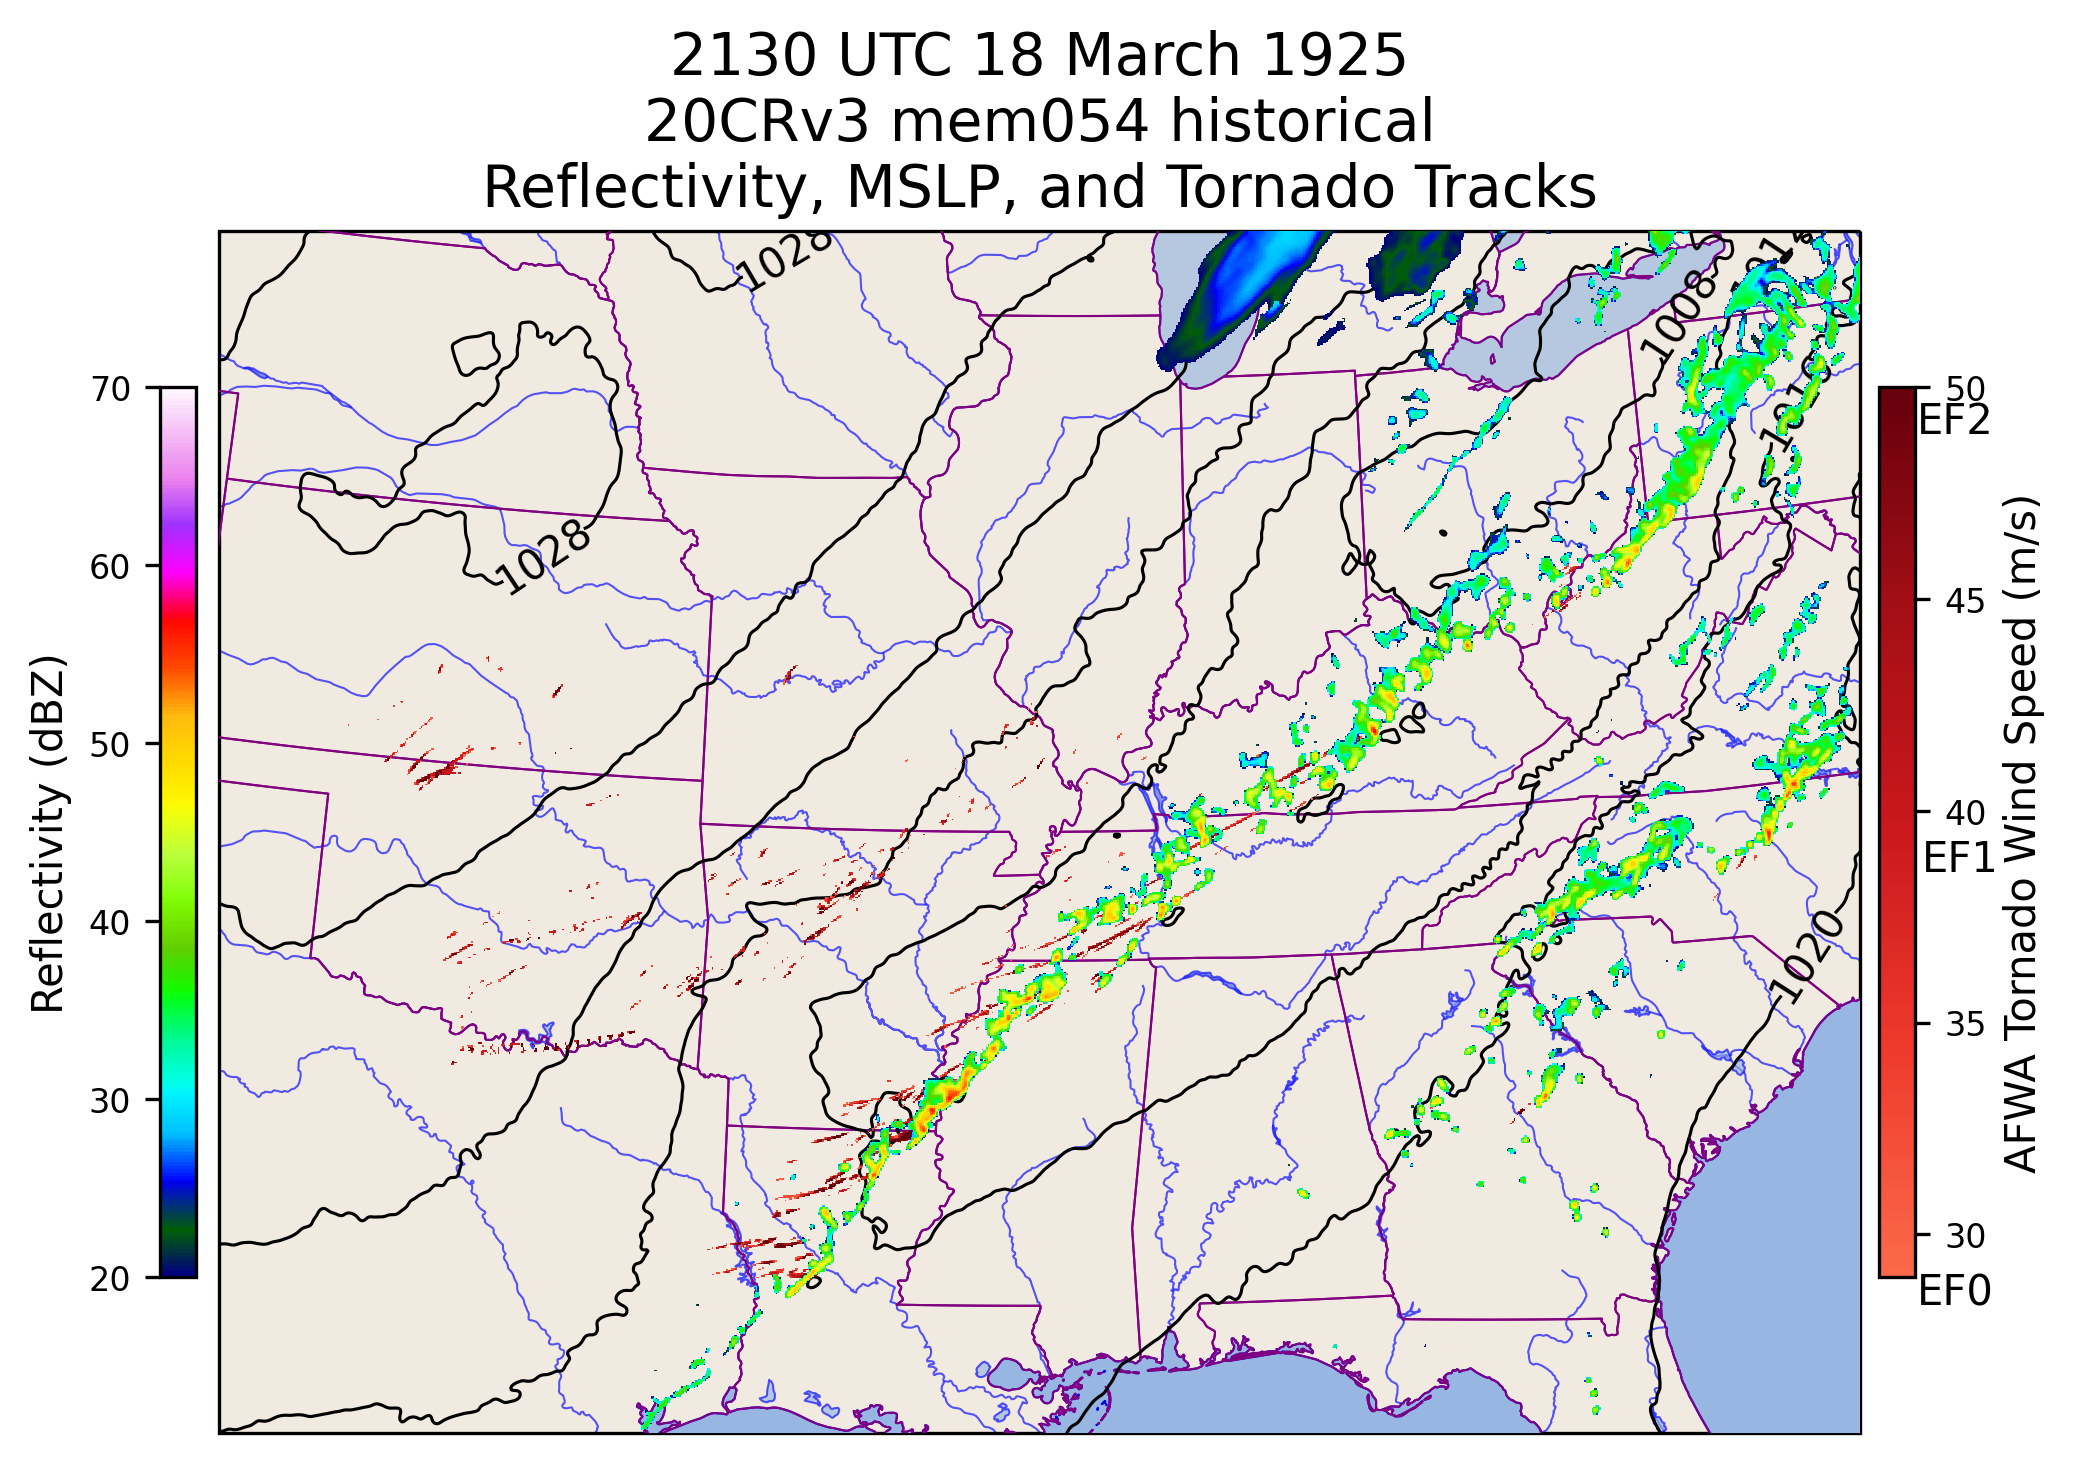 2130 UTC 18 March 1925
20CRv3 mem054 historical
Reflectivity, MSLP, and Tornado Tracks
1028
1008
1016
1028
1020
70
60
50
40
30
20
Reflectivity (dBZ)
50
EF2
45
40
EF1
35
30
EF0
AFWA Tornado Wind Speed (m/s)